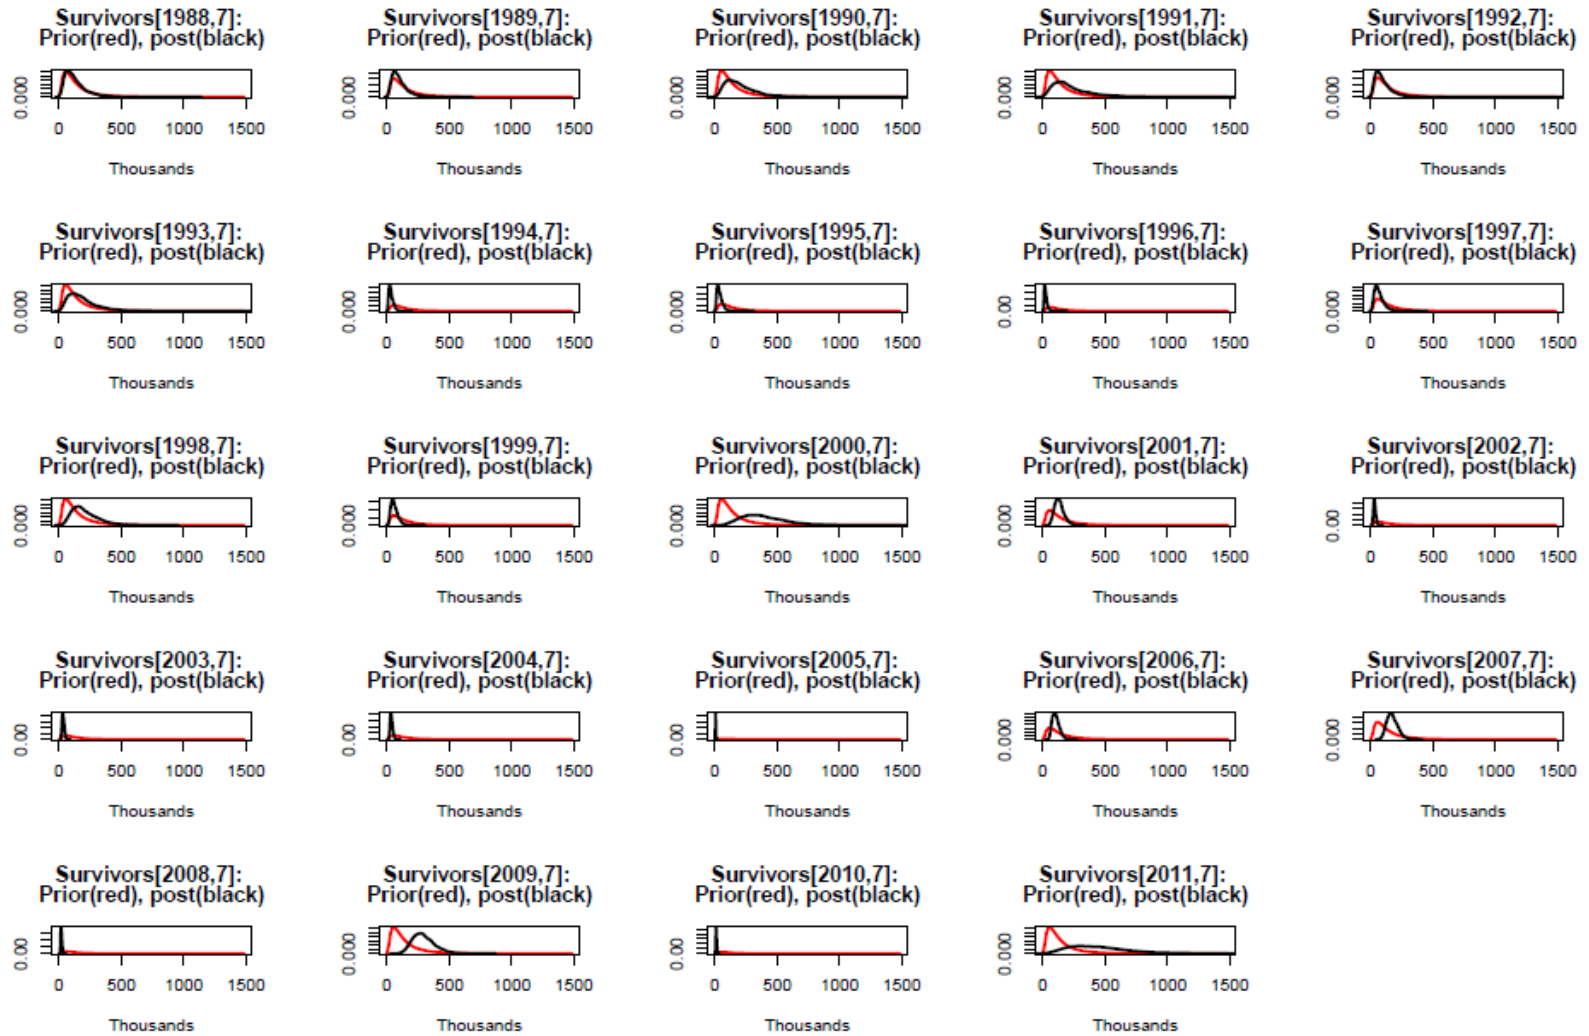 Survivors[1988,7]:
Prior(red), post(black)
0.000
0 500 1000 1500
Thousands
Survivors[1989,7]:
Prior(red), post(black)
0.000
0 500 1000 1500
Thousands
Survivors[1990,7]:
Prior(red), post(black)
0.000
0 500 1000 1500
Thousands
Survivors[1991,7]:
Prior(red), post(black)
0.000
0 500 1000 1500
Thousands
Survivors[1992,7]:
Prior(red), post(black)
0.000
0 500 1000 1500
Thousands
Survivors[1993,7]:
Prior(red), post(black)
0.000
0 500 1000 1500
Thousands
Survivors[1994,7]:
Prior(red), post(black)
0.000
0 500 1000 1500
Thousands
Survivors[1995,7]:
Prior(red), post(black)
0.000
0 500 1000 1500
Thousands
Survivors[1996,7]:
Prior(red), post(black)
0.00
0 500 1000 1500
Thousands
Survivors[1997,7]:
Prior(red), post(black)
0.000
0 500 1000 1500
Thousands
Survivors[1998,7]:
Prior(red), post(black)
0.000
0 500 1000 1500
Thousands
Survivors[1999,7]:
Prior(red), post(black)
0.000
0 500 1000 1500
Thousands
Survivors[2000,7]:
Prior(red), post(black)
0.000
0 500 1000 1500
Thousands
Survivors[2001,7]:
Prior(red), post(black)
0.000
0 500 1000 1500
Thousands
Survivors[2002,7]:
Prior(red), post(black)
0.00
0 500 1000 1500
Thousands
Survivors[2003,7]:
Prior(red), post(black)
0.00
0 500 1000 1500
Thousands
Survivors[2004,7]:
Prior(red), post(black)
0.00
0 500 1000 1500
Thousands
Survivors[2005,7]:
Prior(red), post(black)
0.00
0 500 1000 1500
Thousands
Survivors[2006,7]:
Prior(red), post(black)
0.000
0 500 1000 1500
Thousands
Survivors[2007,7]:
Prior(red), post(black)
0.000
0 500 1000 1500
Thousands
Survivors[2008,7]:
Prior(red), post(black)
0.00
0 500 1000 1500
Thousands
Survivors[2009,7]:
Prior(red), post(black)
0.000
0 500 1000 1500
Thousands
Survivors[2010,7]:
Prior(red), post(black)
0.00
0 500 1000 1500
Thousands
Survivors[2011,7]:
Prior(red), post(black)
0.000
0 500 1000 1500
Thousands